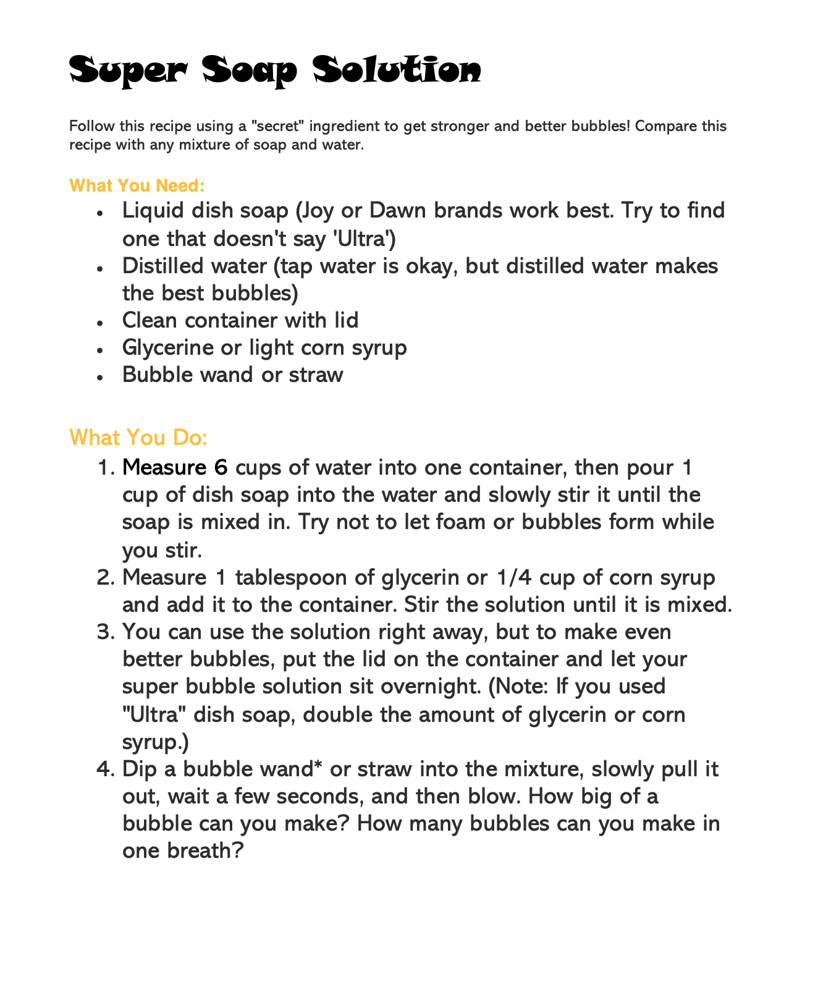 Super Soap Solution
Follow this recipe using a "secret" ingredient to get stronger and better bubbles! Compare this
recipe with any mixture of soap and water.
What You Need:
• Liquid dish soap (Joy or Dawn brands work best. Try to find
one that doesn't say 'Ultra')
• Distilled water (tap water is okay, but distilled water makes
the best bubbles)
• Clean container with lid
• Glycerine or light corn syrup
• Bubble wand or straw
What You Do:
1. Measure 6 cups of water into one container, then pour 1
cup of dish soap into the water and slowly stir it until the
soap is mixed in. Try not to let foam or bubbles form while
you stir.
2. Measure 1 tablespoon of glycerin or 1/4 cup of corn syrup
and add it to the container. Stir the solution until it is mixed.
3. You can use the solution right away, but to make even
better bubbles, put the lid on the container and let your
super bubble solution sit overnight. (Note: If you used
"Ultra" dish soap, double the amount of glycerin or corn
syrup.)
4. Dip a bubble wand* or straw into the mixture, slowly pull it
out, wait a few seconds, and then blow. How big of a
bubble can you make? How many bubbles can you make in
one breath?